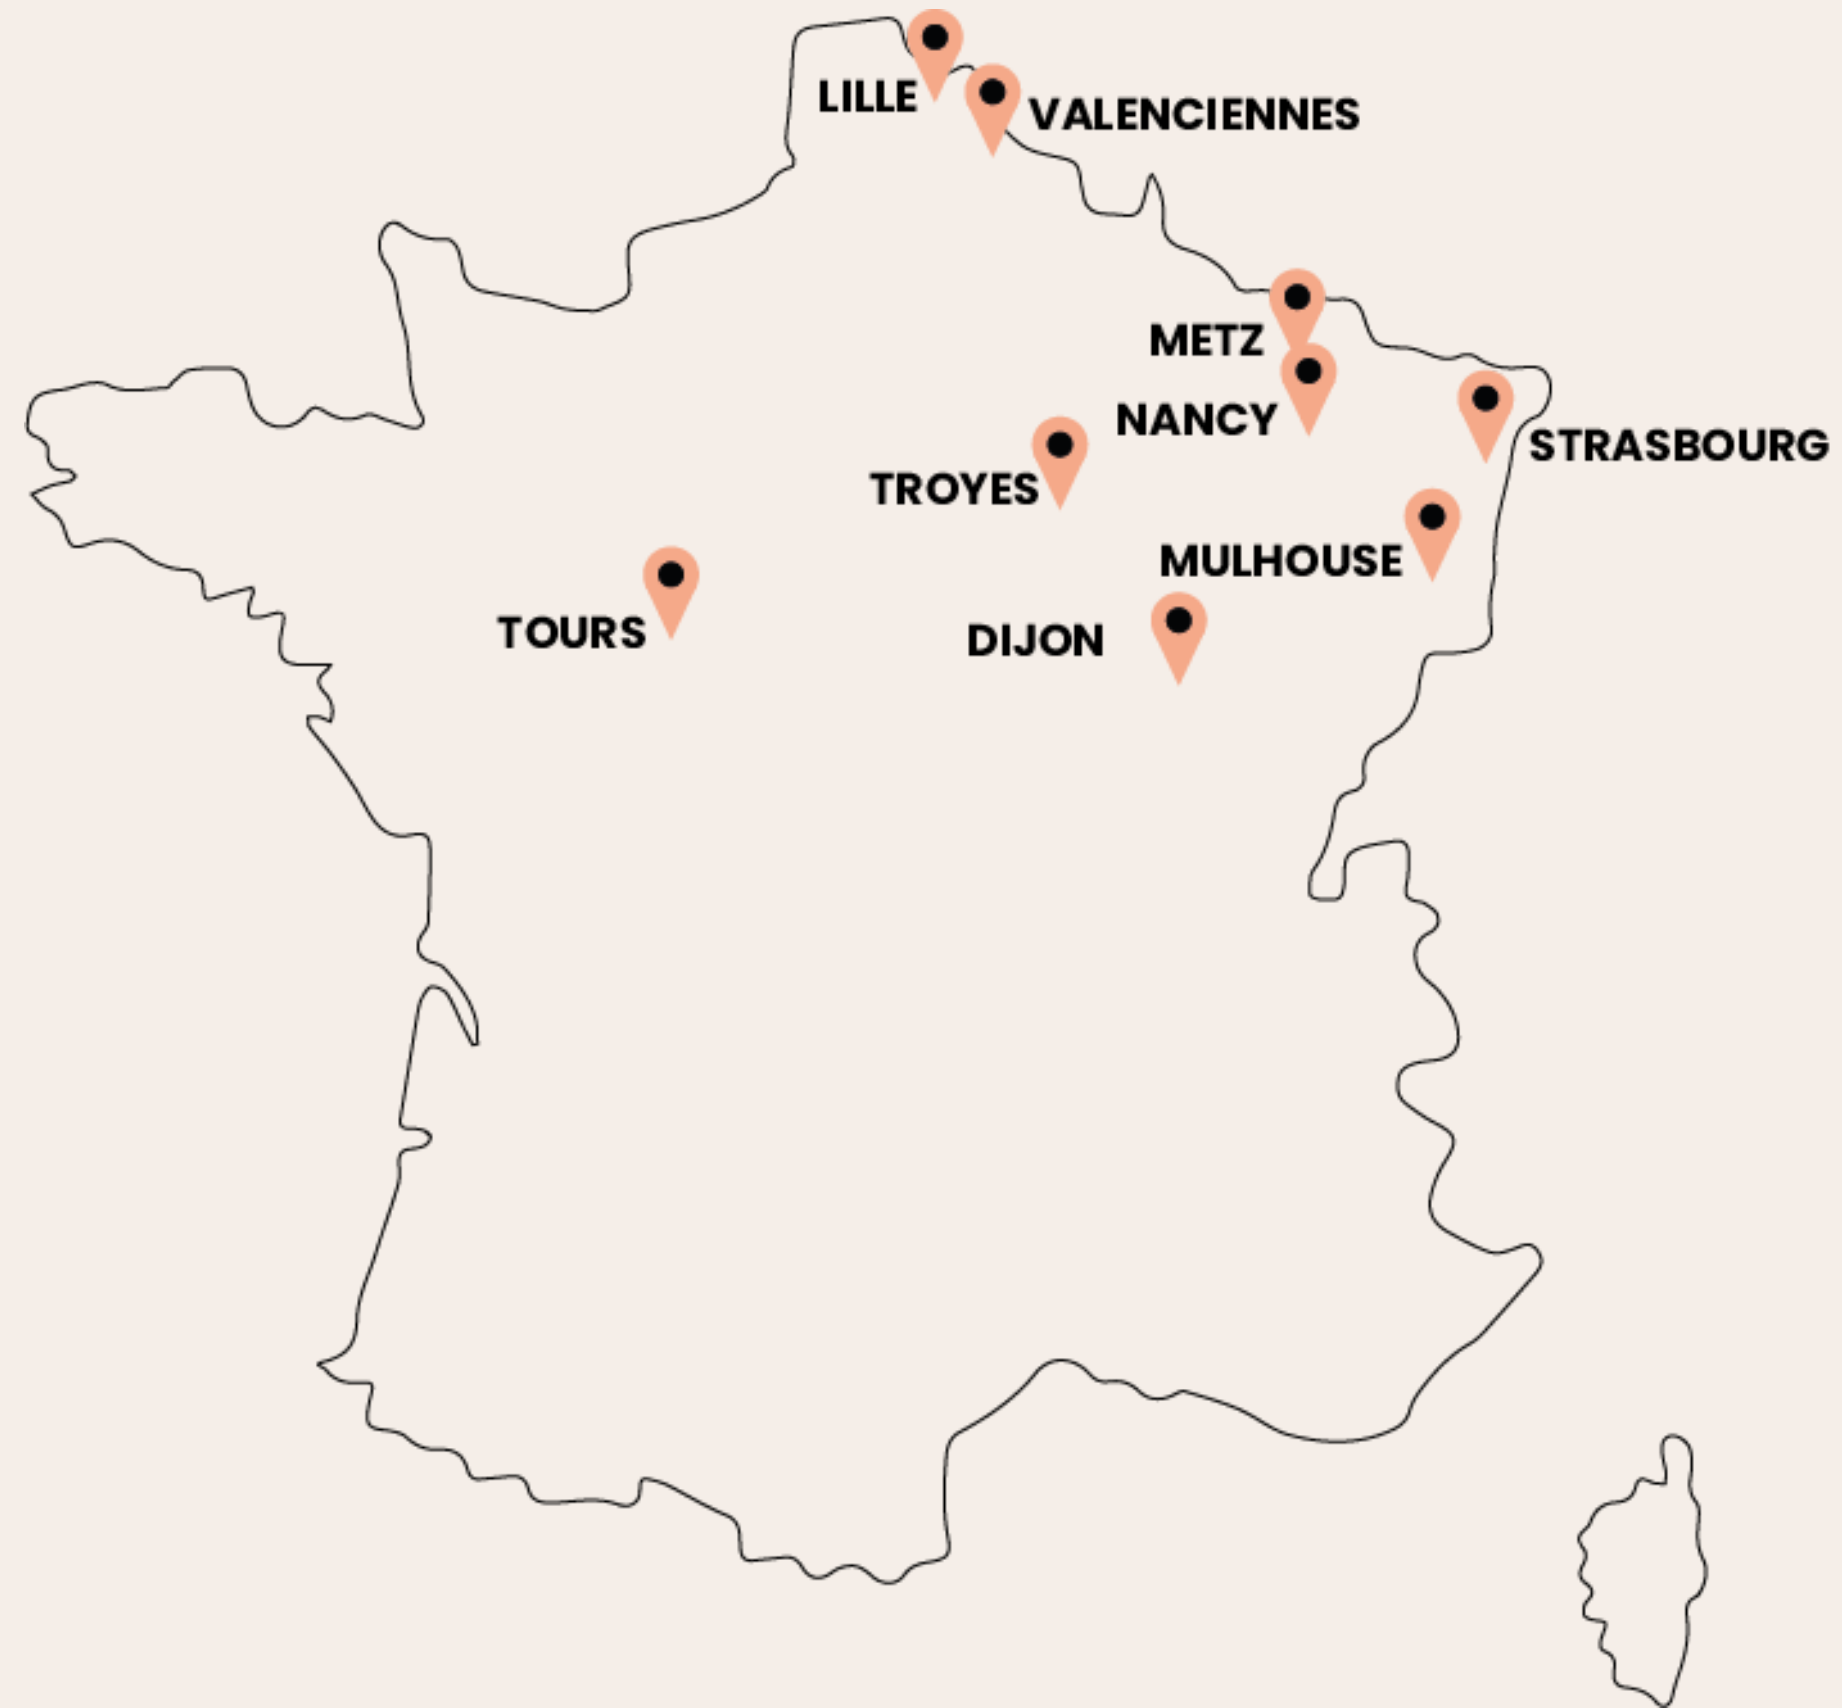 LILLE
VALENCIENNES
METZ
NANCY
STRASBOURG
TROYES
MULHOUSE
TOURS
DIJON